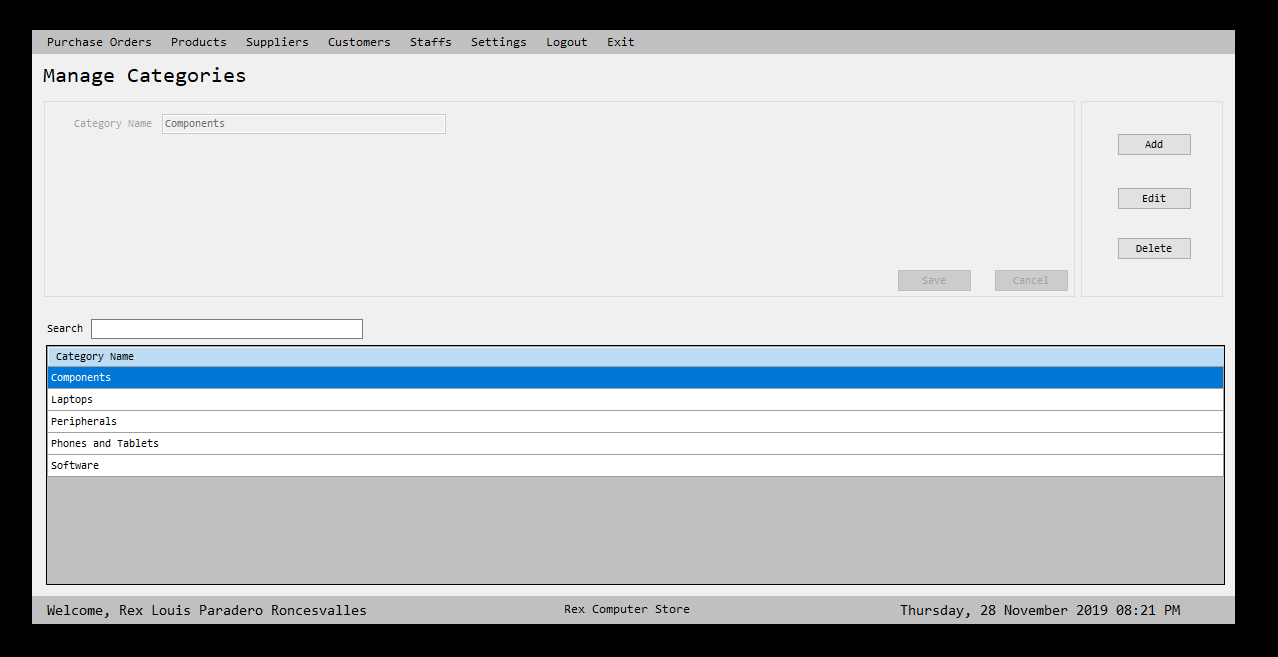 Purchase Orders Products Suppliers Customers Staffs Settings Logout Exit
Manage Categories
Category Name Components
Add
Edit
Delete
Save Cancel
Search
Category Name
Components
Laptops
Peripherals
Phones and Tablets
Software
Welcome, Rex Louis Paradero Roncesvalles Rex Computer Store Thursday, 28 November 2019 08:21 PM